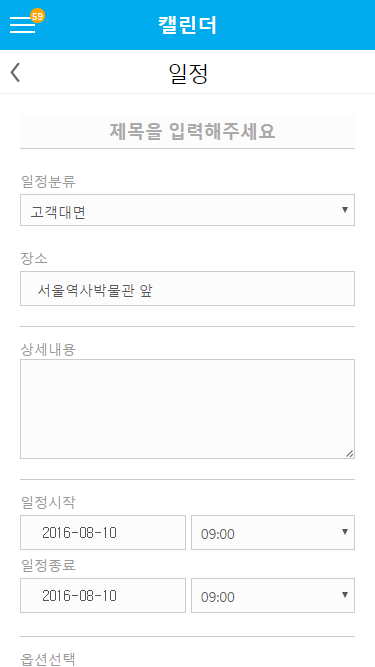 59
캘린더
일정
제목을 입력해주세요
일정분류
고객대면
장소
서울역사박물관 앞
상세내용
일정시작
2016-08-10 09:00
일정종료
2016-08-10 09:00
옵션선택